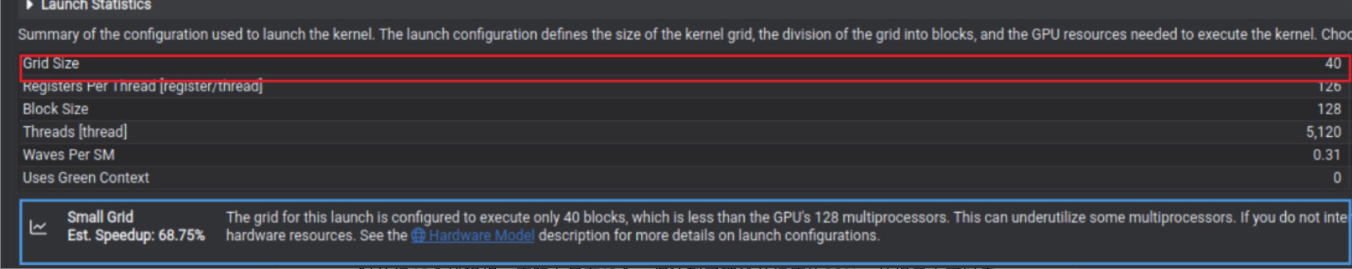 Launch Statistics
Summary of the configuration used to launch the kernel. The launch configuration defines the size of the kernel grid, the division of the grid into blocks, and the GPU resources needed to execute the kernel. Choo
Grid Size 40
Registers Per Thread [register/thread] 126
Block Size 128
Threads [thread] 5,120
Waves Per SM 0.31
Uses Green Context 0
Small Grid The grid for this launch is configured to execute only 40 blocks, which is less than the GPU's 128 multiprocessors. This can underutilize some multiprocessors. If you do not inte
Est. Speedup: 68.75% hardware resources. See the Hardware Model description for more details on launch configurations.